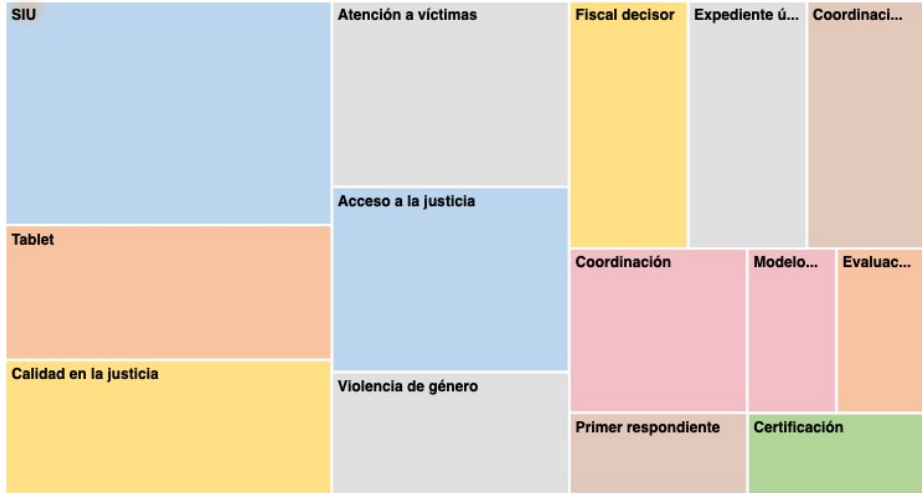 SIU
Atención a víctimas
Fiscal decisor
Expediente ú...
Coordinaci...
Acceso a la justicia
Tablet
Coordinación
Modelo...
Evaluac...
Calidad en la justicia
Violencia de género
Primer respondiente
Certificación